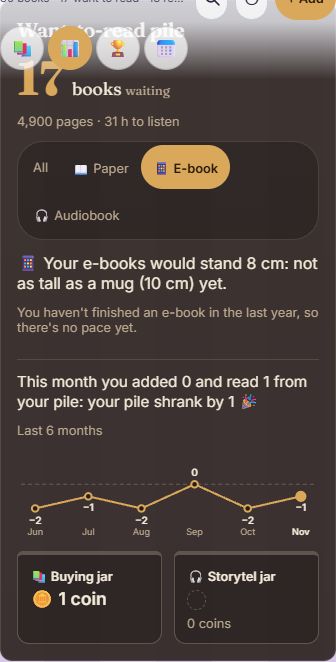 + Add
Want-to-read pile
17 books waiting
4,900 pages · 31 h to listen
All
Paper
E-book
Audiobook
Your e-books would stand 8 cm: not
as tall as a mug (10 cm) yet.
You haven't finished an e-book in the last year, so
there's no pace yet.
This month you added 0 and read 1 from
your pile: your pile shrank by 1
Last 6 months
0
−2
−1
−2
−2
−1
Jun
Jul
Aug
Sep
Oct
Nov
Buying jar
1 coin
Storytel jar
0 coins